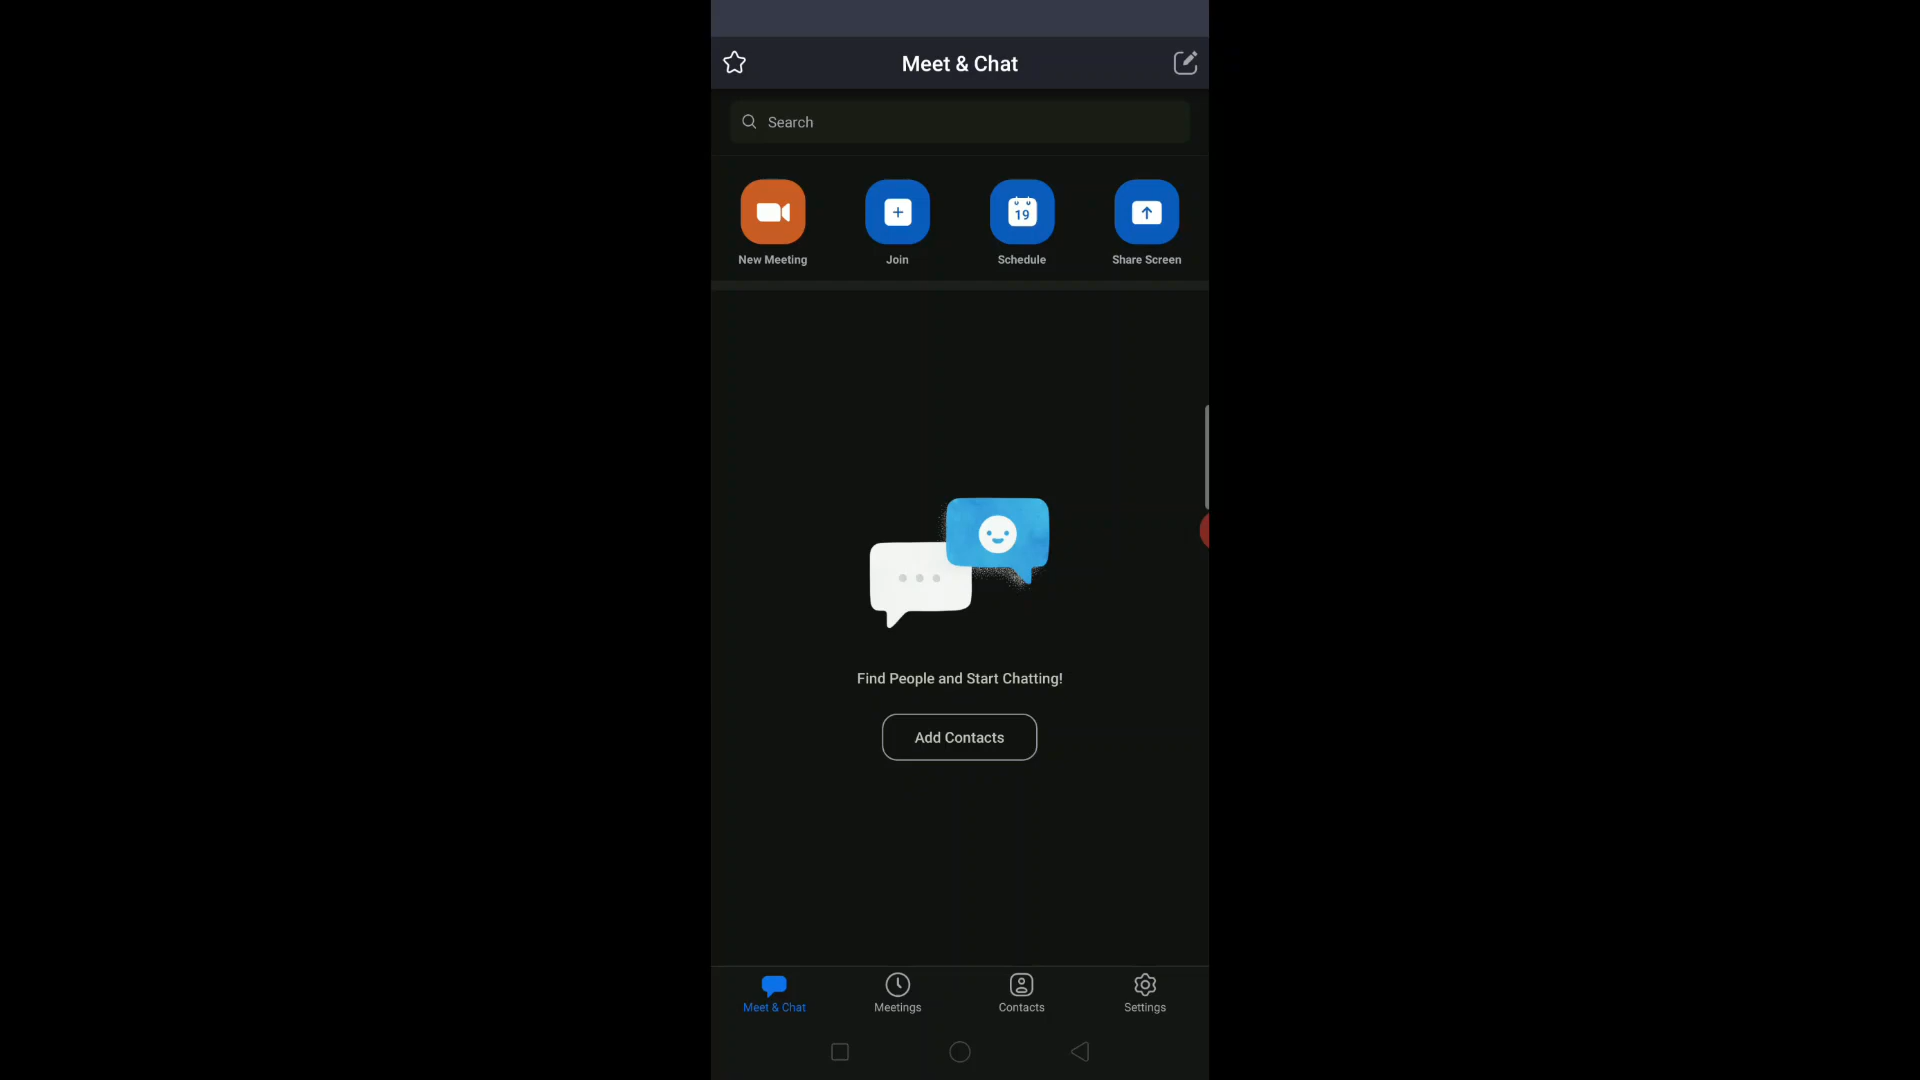 Meet & Chat
Search
New Meeting
Join
19
Schedule
Share Screen
Find People and Start Chatting!
Add Contacts
Meet & Chat
Meetings
Contacts
Settings